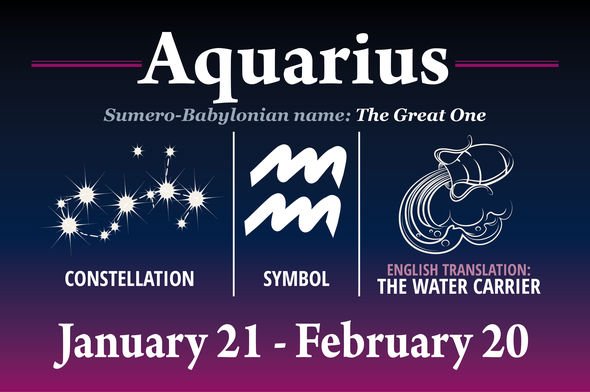 Aquarius
Sumero-Babylonian name: The Great One
CONSTELLATION
SYMBOL
ENGLISH TRANSLATION:
THE WATER CARRIER
January 21 - February 20